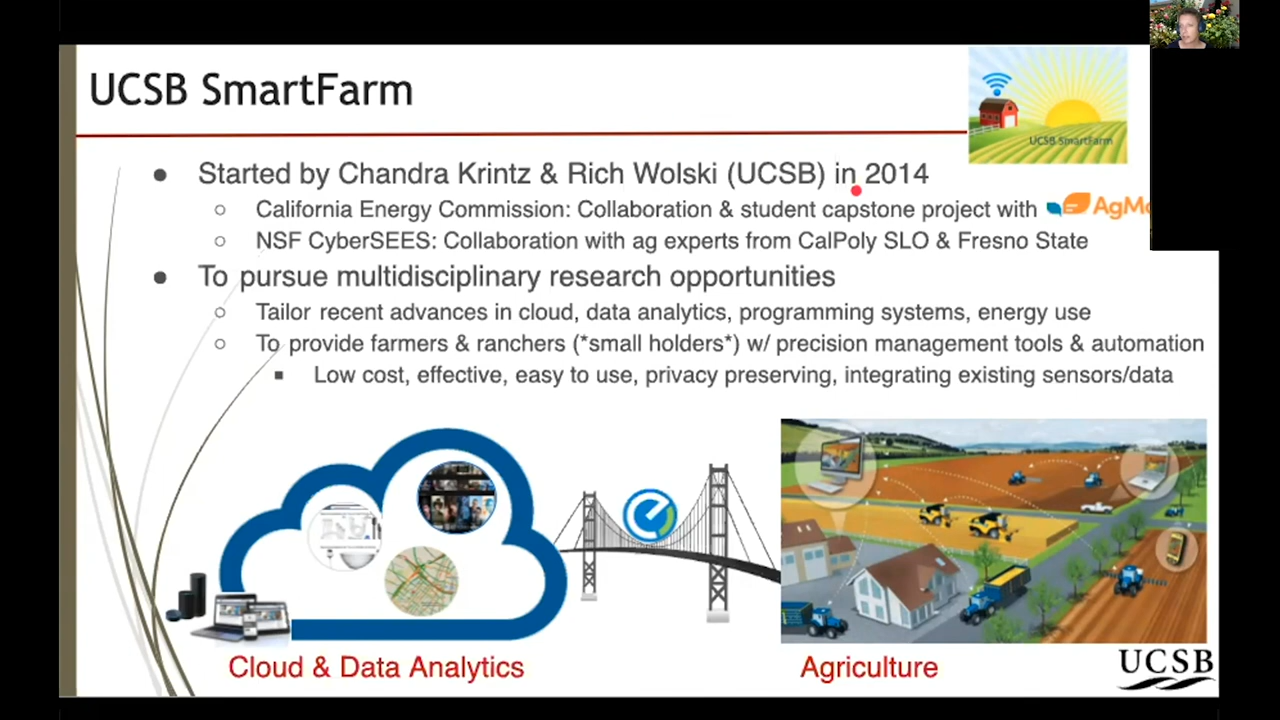 UCSB SmartFarm
UCSB SmartFarm
● Started by Chandra Krintz & Rich Wolski (UCSB) in 2014
○ California Energy Commission: Collaboration & student capstone project with
○ NSF CyberSEES: Collaboration with ag experts from CalPoly SLO & Fresno State
● To pursue multidisciplinary research opportunities
○ Tailor recent advances in cloud, data analytics, programming systems, energy use
○ To provide farmers & ranchers (*small holders*) w/ precision management tools & automation
■ Low cost, effective, easy to use, privacy preserving, integrating existing sensors/data
Cloud & Data Analytics
Agriculture
UCSB